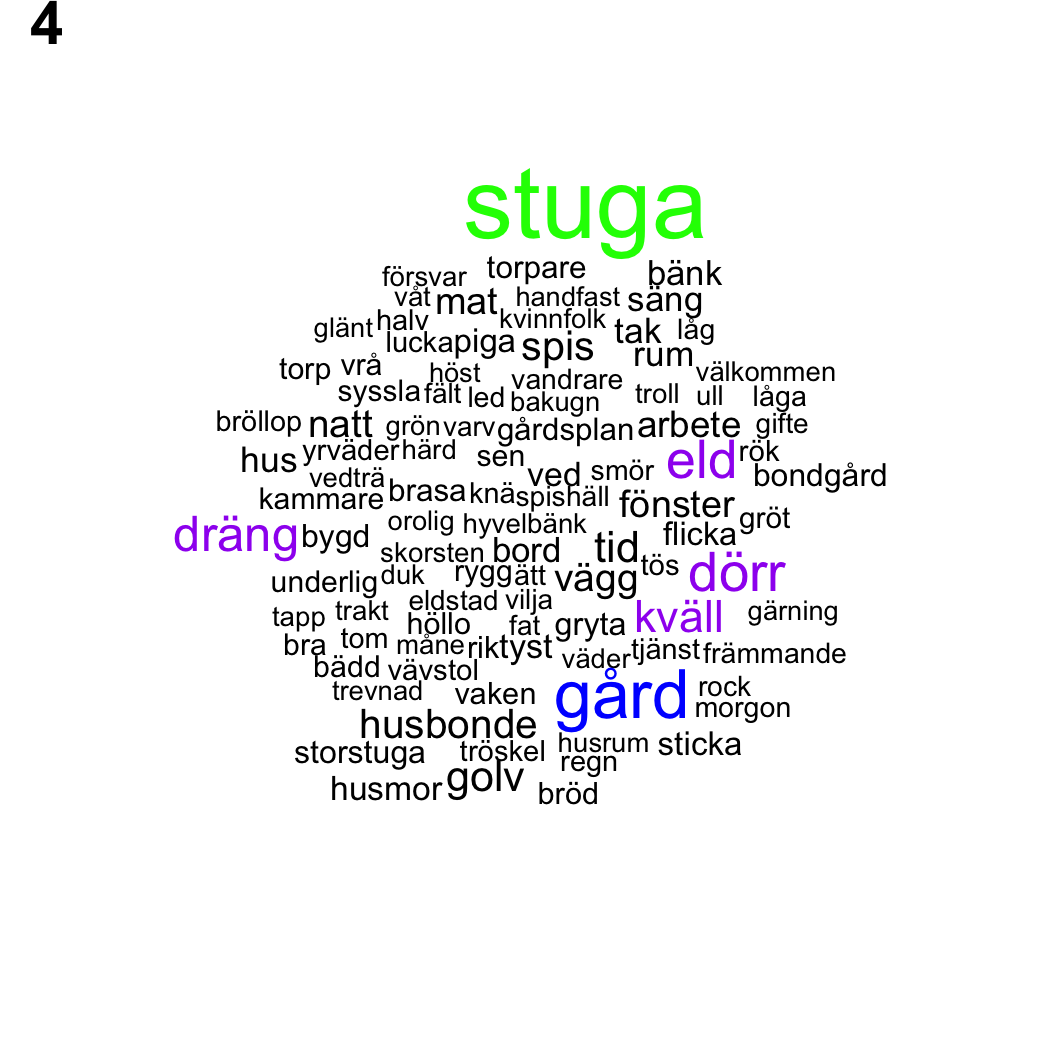 4
stuga
försvar torpare bänk
våt mat handfast säng
glänt halv kvinnfolk tak låg
lucka piga spis rum
torp vrå höst vandrare välkommen
syssla fält led bakugn troll ull låga
bröllop natt grön varv gårdsplan arbete gifte
hus yrväder härd sen eld rök
vedträ ved smör bondgård
kammare brasa knä spishäll fönster
dräng bygd orolig hyvelbänk flicka gröt
skorsten bord tid
underlig duk rygg ätt vägg tös dörr
tapp trakt eldstad vilja kväll gärning
höllo fat gryta
bra tom måne rik tyst väder tjänst främmande
bädd vävstol
trevnad vaken gård rock
morgon
husbonde
storstuga tröskel husrum sticka
regn
husmor golv bröd